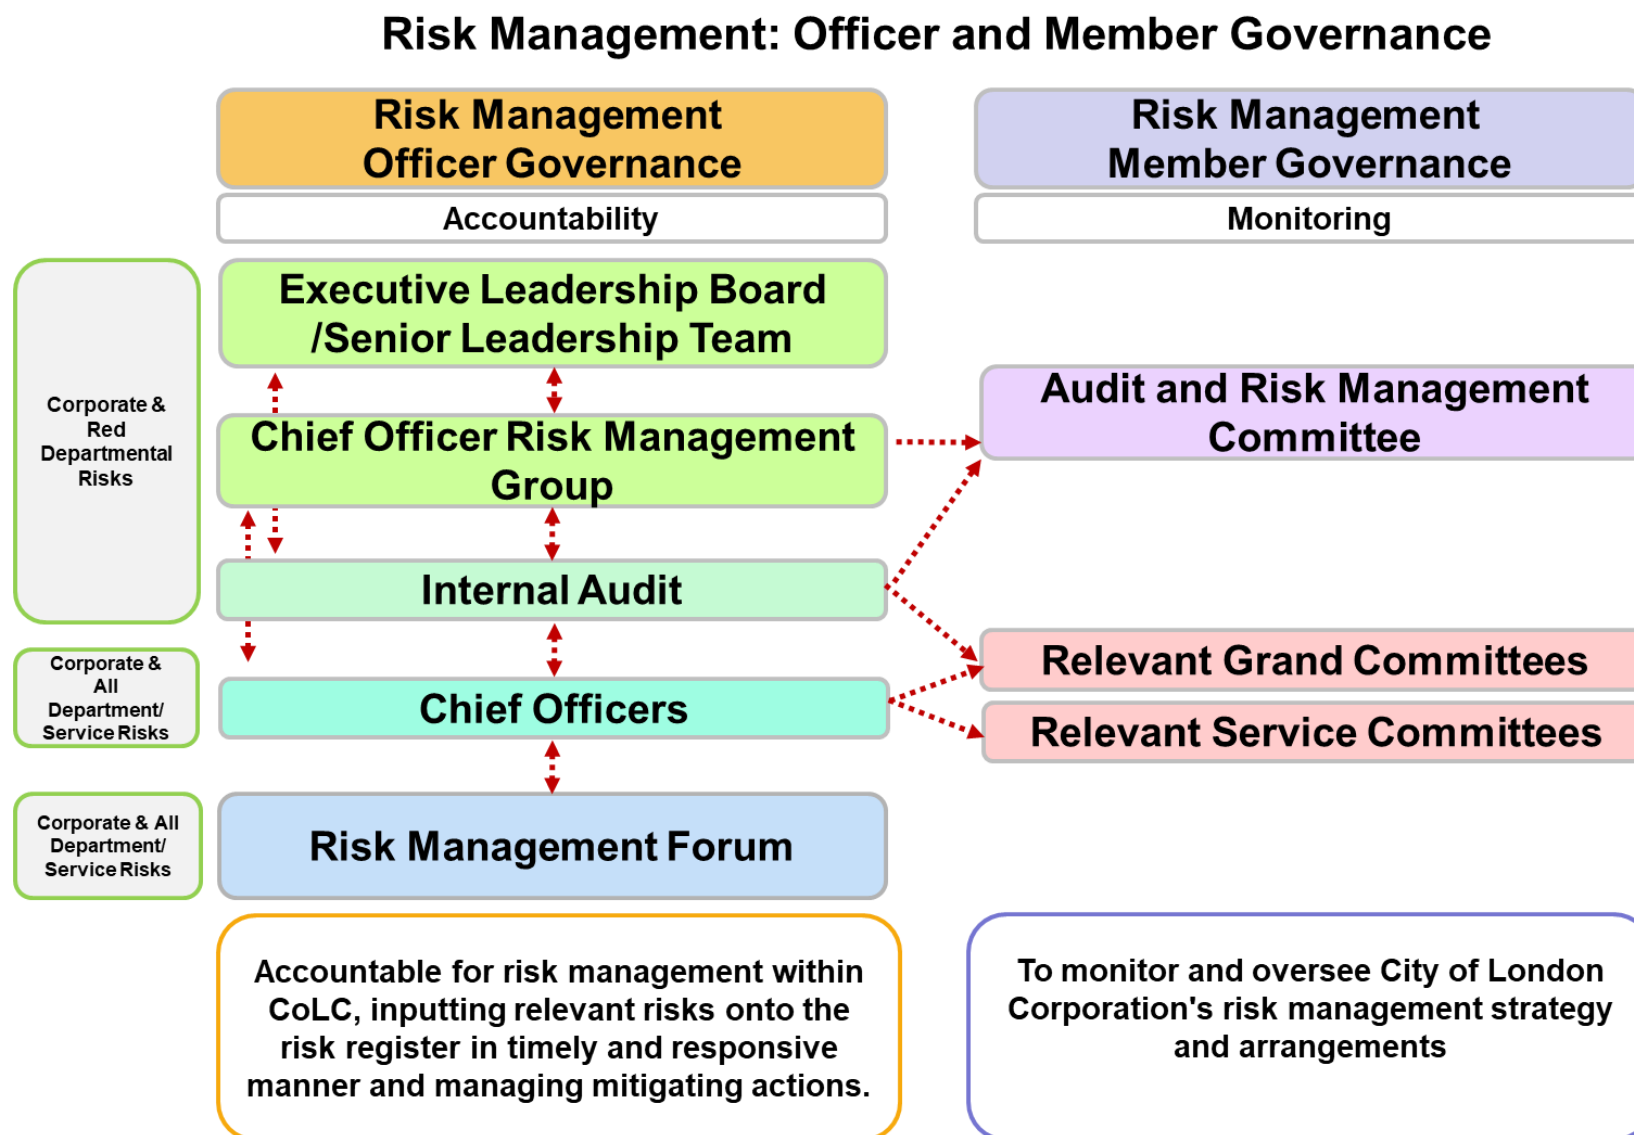 Risk Management: Officer and Member Governance
Risk Management
Officer Governance
Risk Management
Member Governance
Accountability
Monitoring
Executive Leadership Board
/Senior Leadership Team
Corporate &
Red
Departmental
Risks
Chief Officer Risk Management
Group
Audit and Risk Management
Committee
Internal Audit
Corporate &
All
Department/
Service Risks
Chief Officers
Relevant Grand Committees
Relevant Service Committees
Corporate & All
Department/
Service Risks
Risk Management Forum
Accountable for risk management within
CoLC, inputting relevant risks onto the
risk register in timely and responsive
manner and managing mitigating actions.
To monitor and oversee City of London
Corporation's risk management strategy
and arrangements